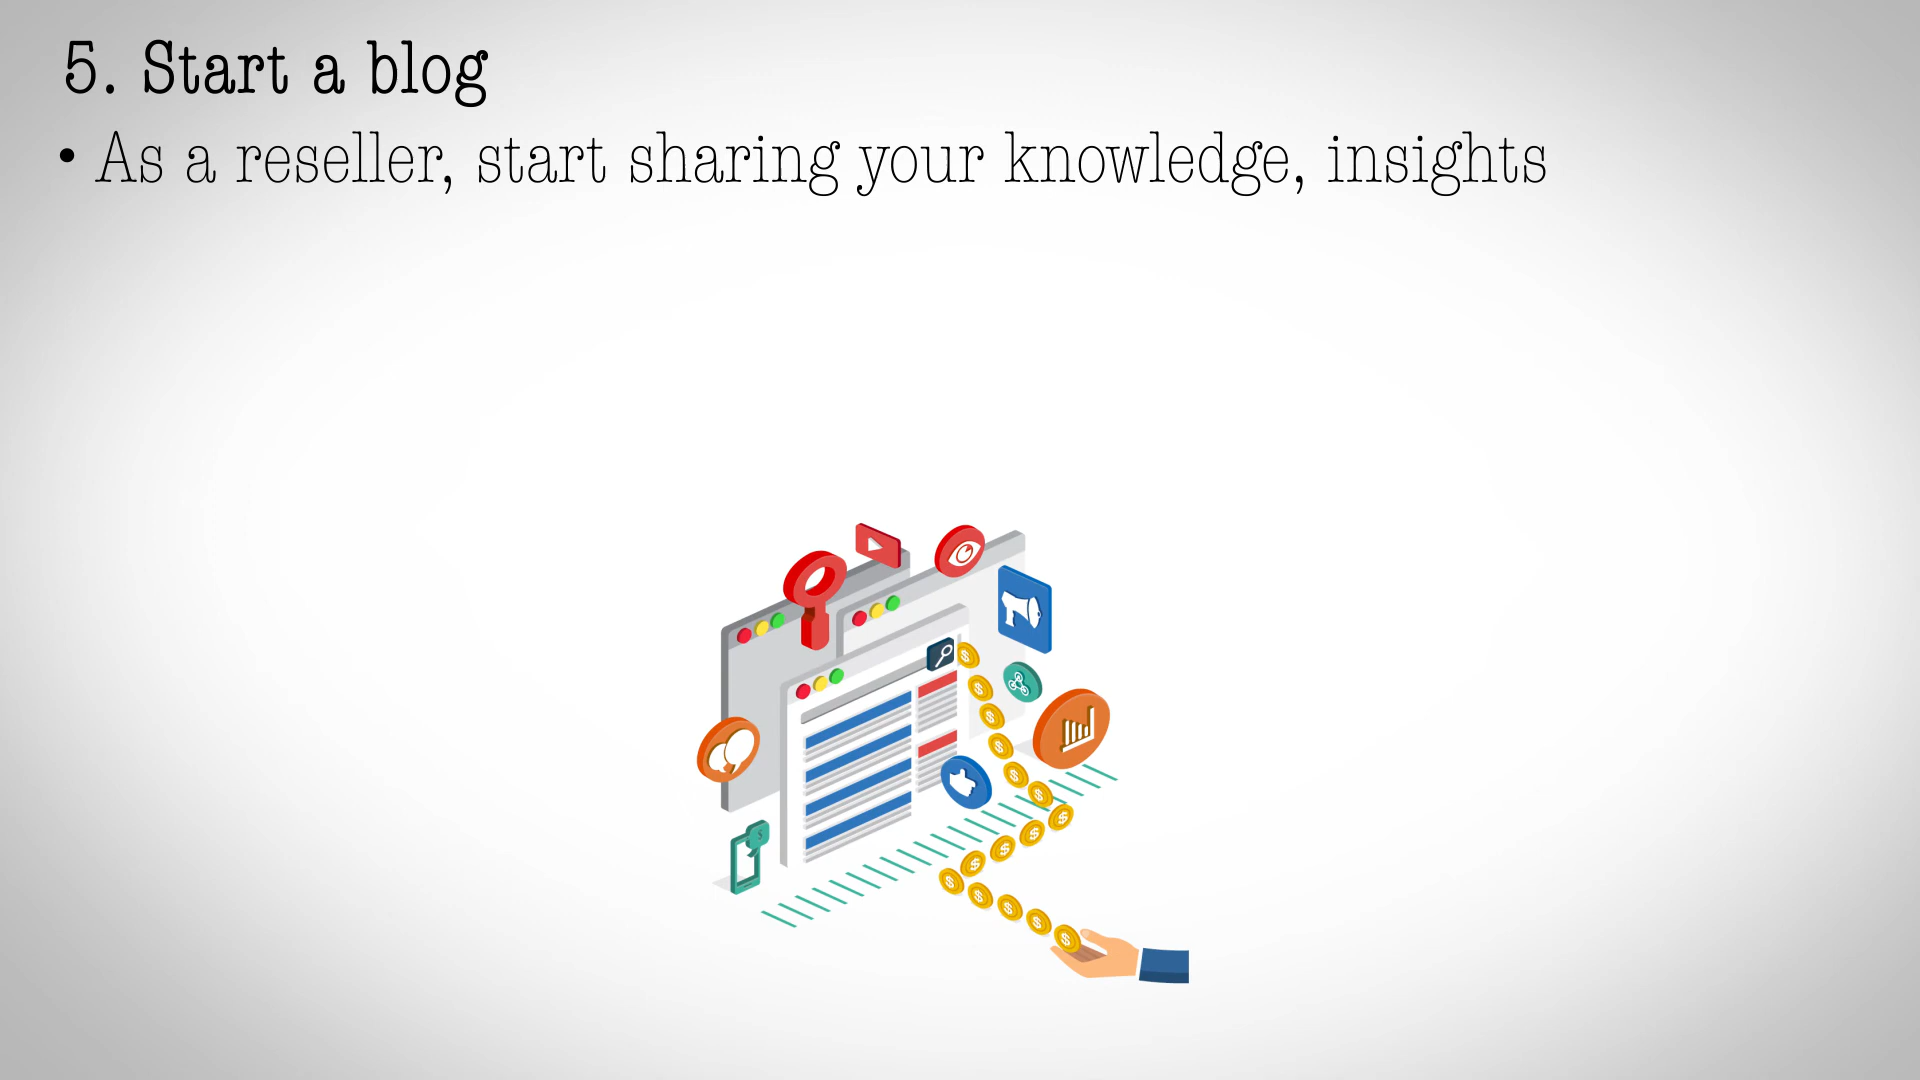 5. Start a blog
• As a reseller, start sharing your knowledge, insights